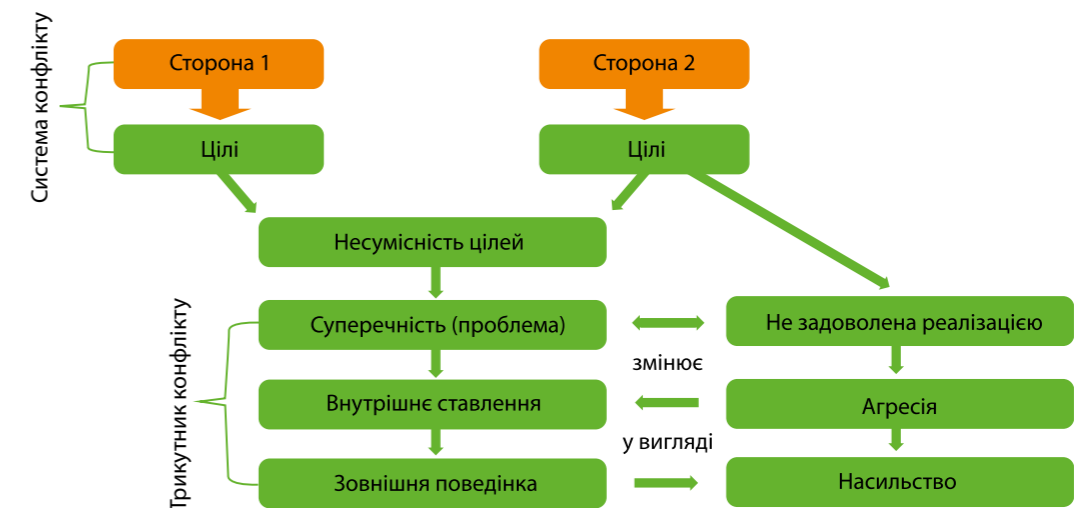 Система конфлікту
Сторона 1
Сторона 2
Цілі
Цілі
Несумісність цілей
Трикутник конфлікту
Суперечність (проблема)
Не задоволена реалізацією
змінює
Внутрішнє ставлення
Агресія
у вигляді
Зовнішня поведінка
Насильство